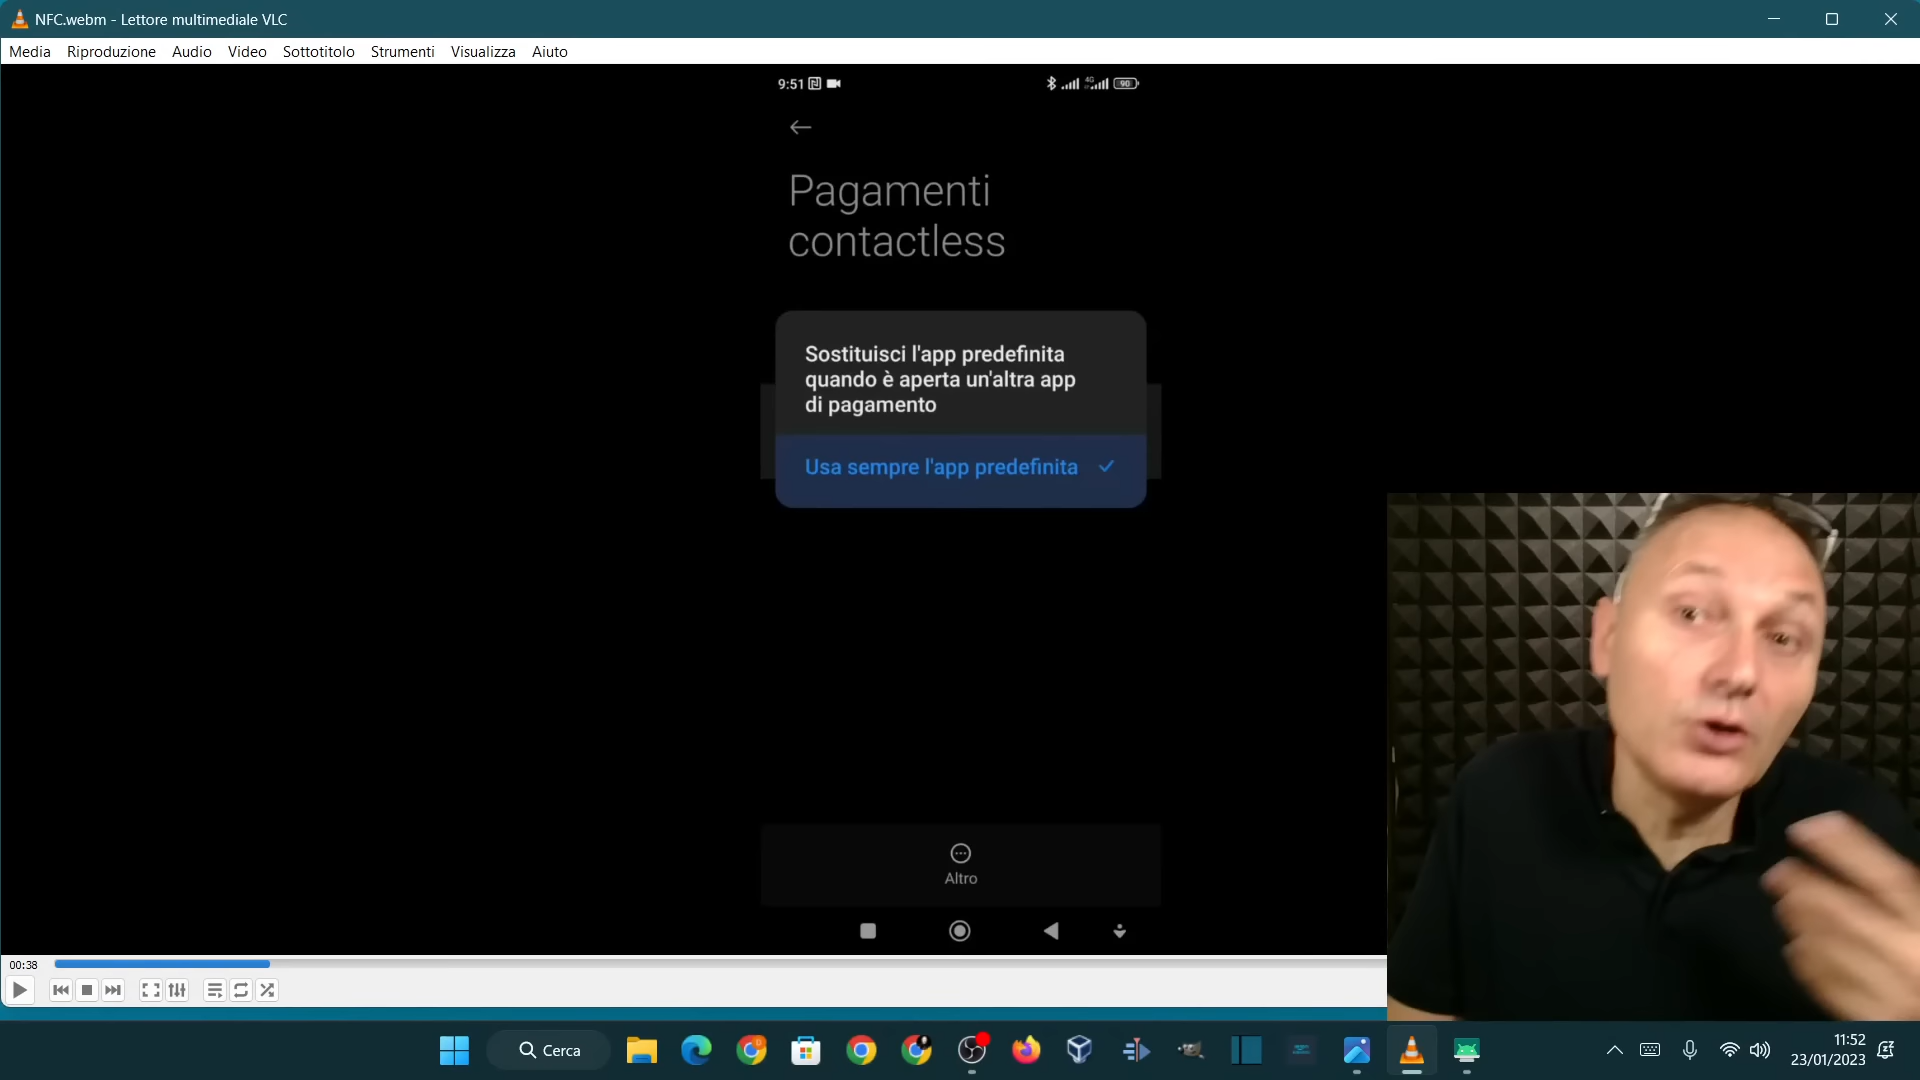 NFC.webm - Lettore multimediale VLC
Media Riproduzione Audio Video Sottotitolo Strumenti Visualizza Aiuto
9:51 4G 90
Pagamenti
contactless
Sostituisci l'app predefinita
quando è aperta un'altra app
di pagamento
Usa sempre l'app predefinita
Altro
00:38
Cerca
11:52
23/01/2023